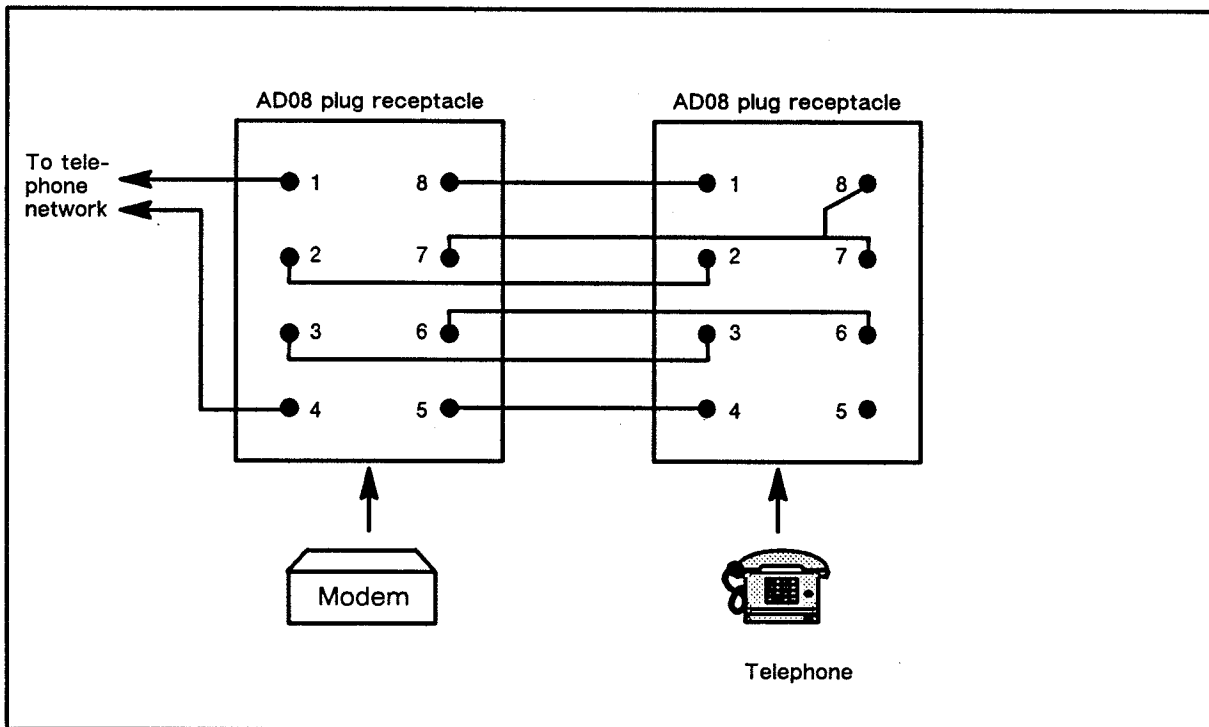 AD08 plug receptacle
AD08 plug receptacle
To tele-
phone
network
1 8 1 8
2 7 2 7
3 6 3 6
4 5 4 5
Modem
Telephone